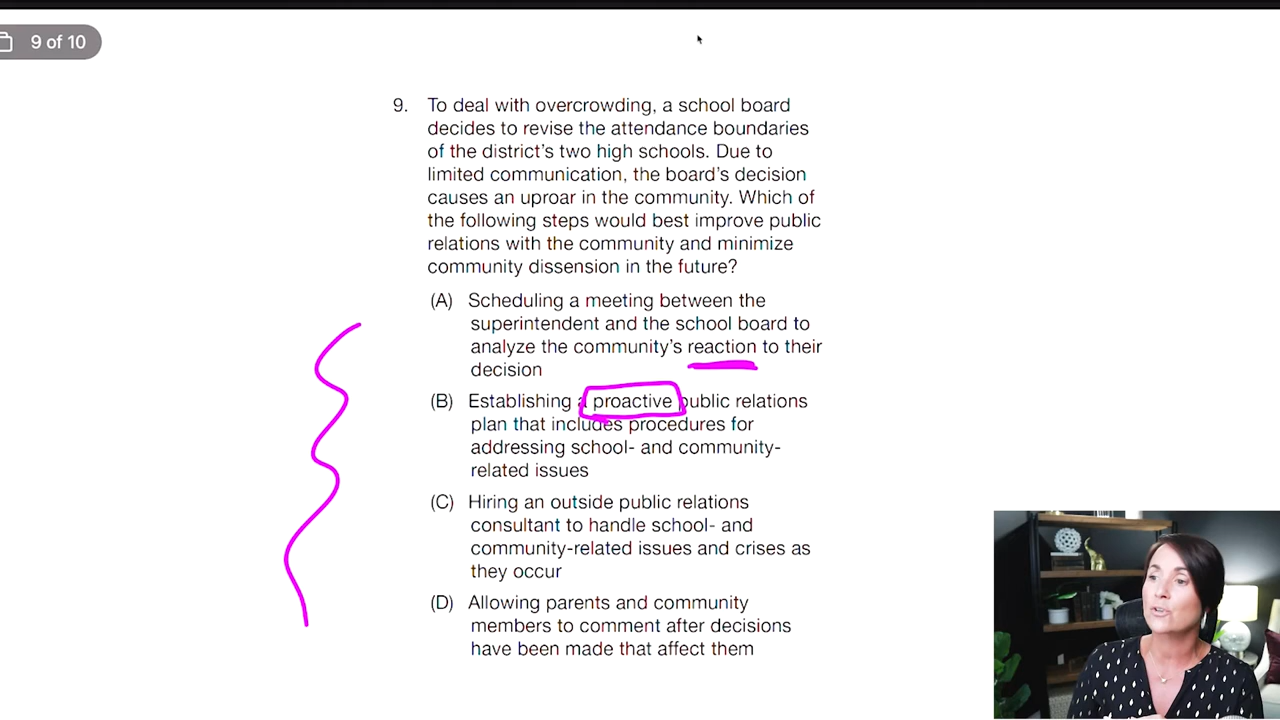 9 of 10
9. To deal with overcrowding, a school board
decides to revise the attendance boundaries
of the district's two high schools. Due to
limited communication, the board's decision
causes an uproar in the community. Which of
the following steps would best improve public
relations with the community and minimize
community dissension in the future?
(A) Scheduling a meeting between the
superintendent and the school board to
analyze the community's reaction to their
decision
(B) Establishing a proactive public relations
plan that includes procedures for
addressing school- and community-
related issues
(C) Hiring an outside public relations
consultant to handle school- and
community-related issues and crises as
they occur
(D) Allowing parents and community
members to comment after decisions
have been made that affect them